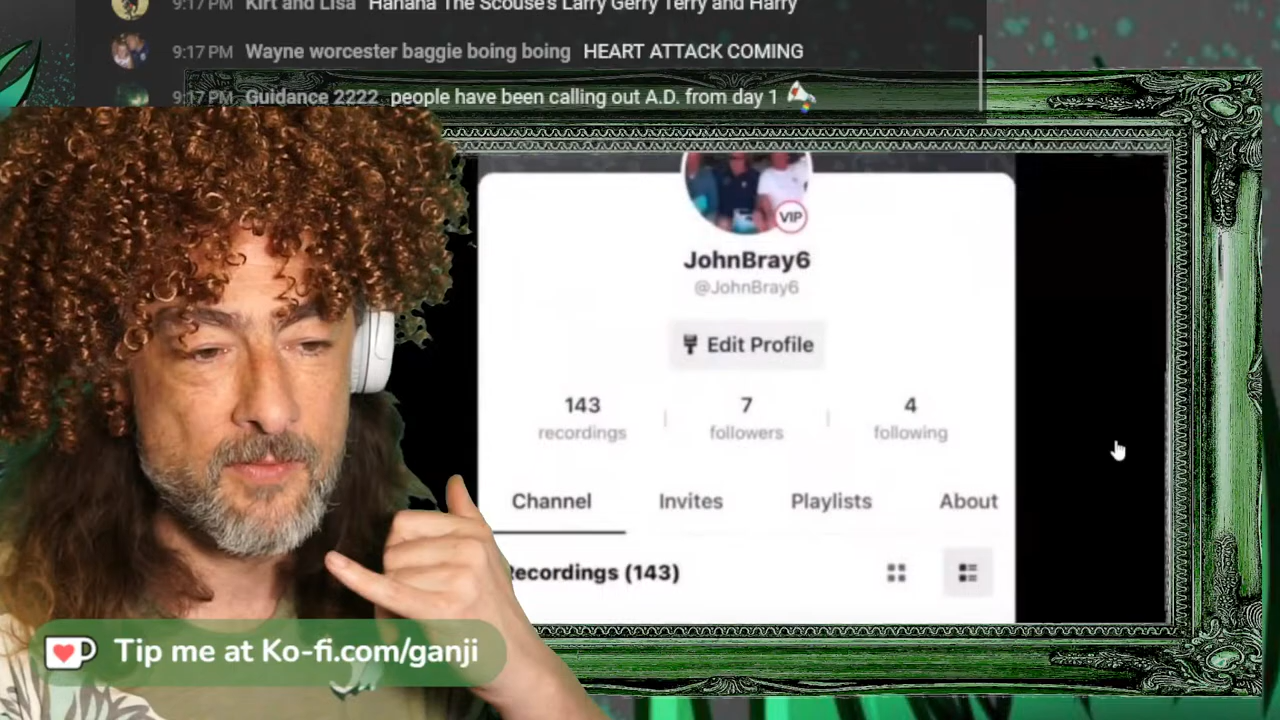 9:17 PM Kirt and Lisa Hahaha The Scouse's Larry Gerry Terry and Harry
9:17 PM Wayne worcester baggie boing boing HEART ATTACK COMING
9:17 PM Guidance 2222 people have been calling out A.D. from day 1
VIP
JohnBray6
@JohnBray6
Edit Profile
143 7 4
recordings followers following
Channel Invites Playlists About
Recordings (143)
Tip me at Ko-fi.com/ganji